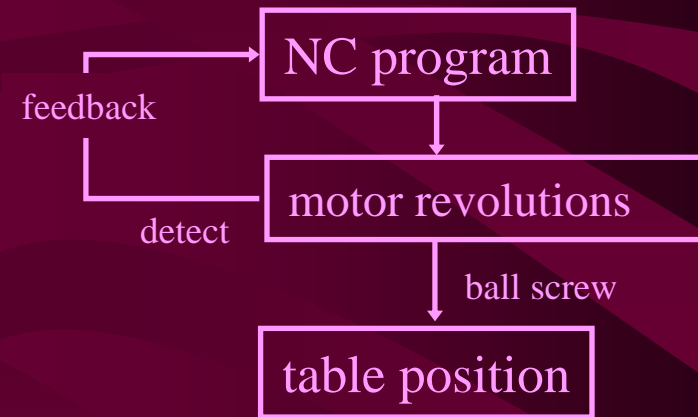 NC program
feedback
motor revolutions
detect
ball screw
table position